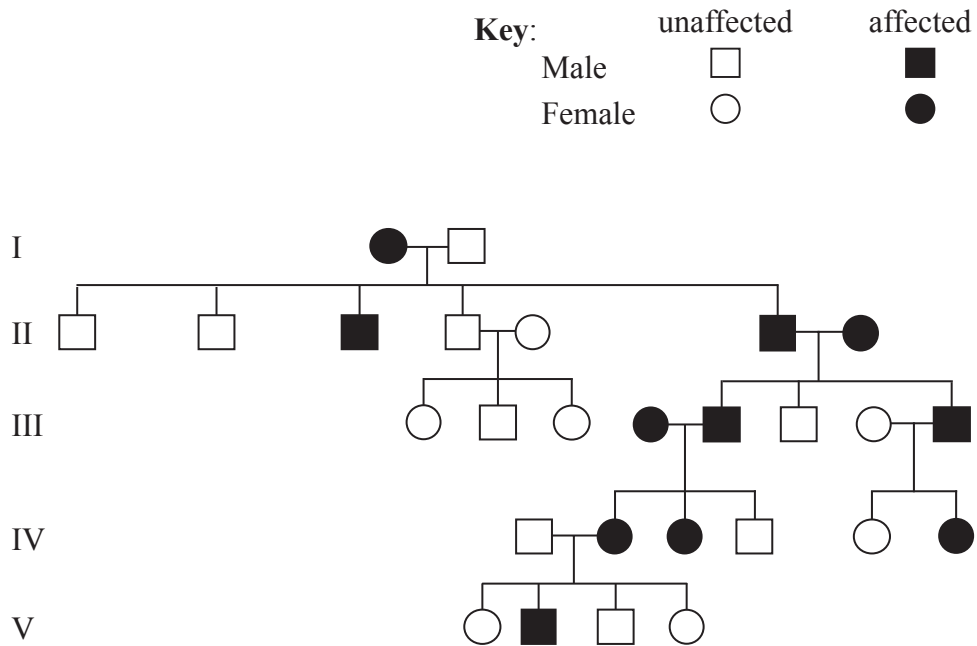 Key: unaffected affected
Male
Female
I
II
III
IV
V